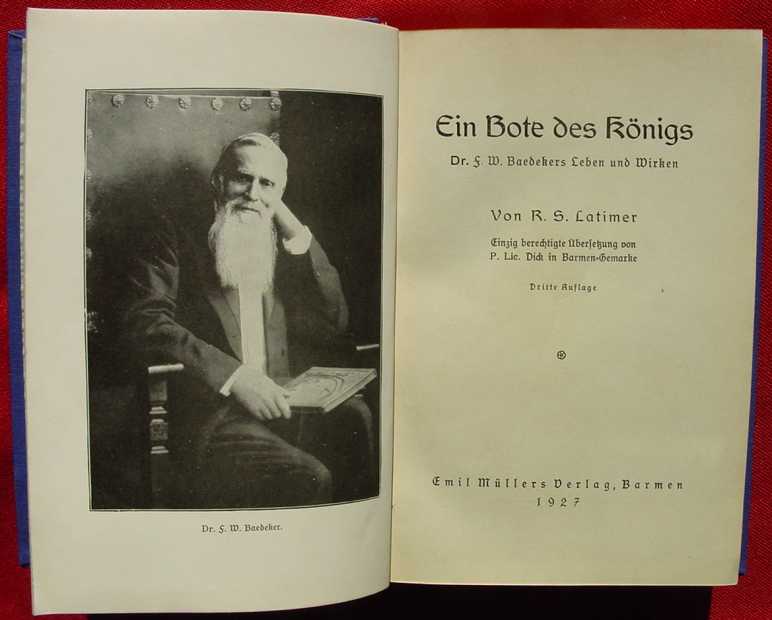 Dr. F. W. Baedeker.
Ein Bote des Königs
Dr. F. W. Baedekers Leben und Wirken
Von R. S. Latimer
Einzig berechtigte Übersetzung von
P. Lic. Dick in Barmen-Gemarke
Dritte Auflage
Emil Müllers Verlag, Barmen
1927